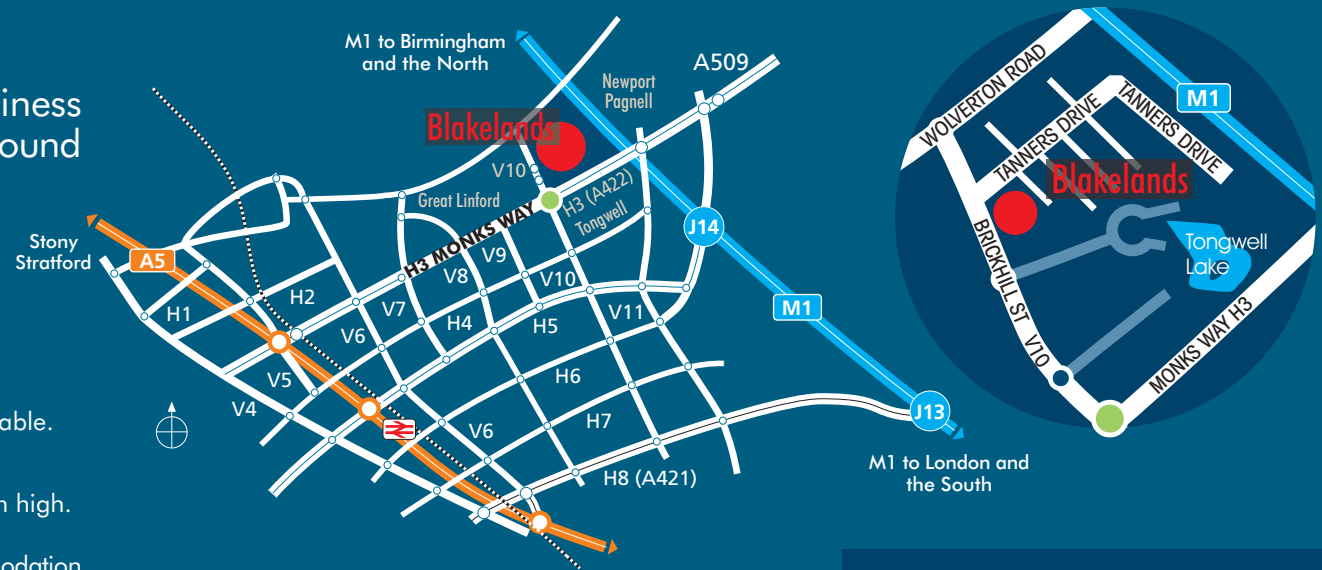 iness
ound
able.
n high.
odation
M1 to Birmingham
and the North
A509
Newport
Pagnell
Blakelands
V10
Great Linford
H3 (A422)
Tongwell
H3 MONKS WAY
J14
Stony
Stratford
A5
V9
V8
V10
H2
V7
H1
H4
H5
V11
M1
V6
V5
H6
V4
H7
V6
J13
H8 (A421)
M1 to London and
the South
WOLVERTON ROAD
M1
TANNERS DRIVE
TANNERS DRIVE
Blakelands
BRICKHILL ST
V10
Tongwell
Lake
MONKS WAY H3